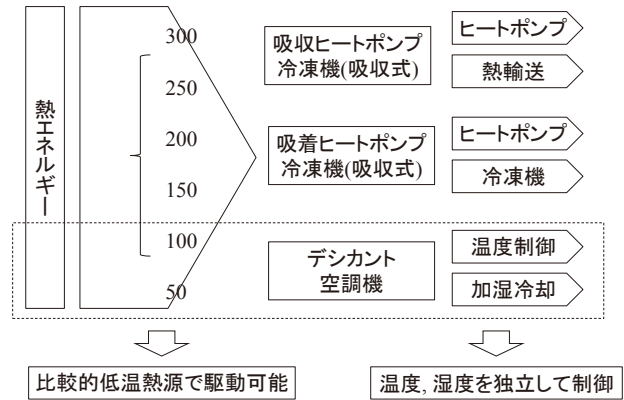 熱エネルギー
300
250
200
150
100
50
吸収ヒートポンプ
冷凍機(吸収式)
ヒートポンプ
熱輸送
吸着ヒートポンプ
冷凍機(吸収式)
ヒートポンプ
冷凍機
デシカント
空調機
温度制御
加湿冷却
比較的低温熱源で駆動可能
温度, 湿度を独立して制御